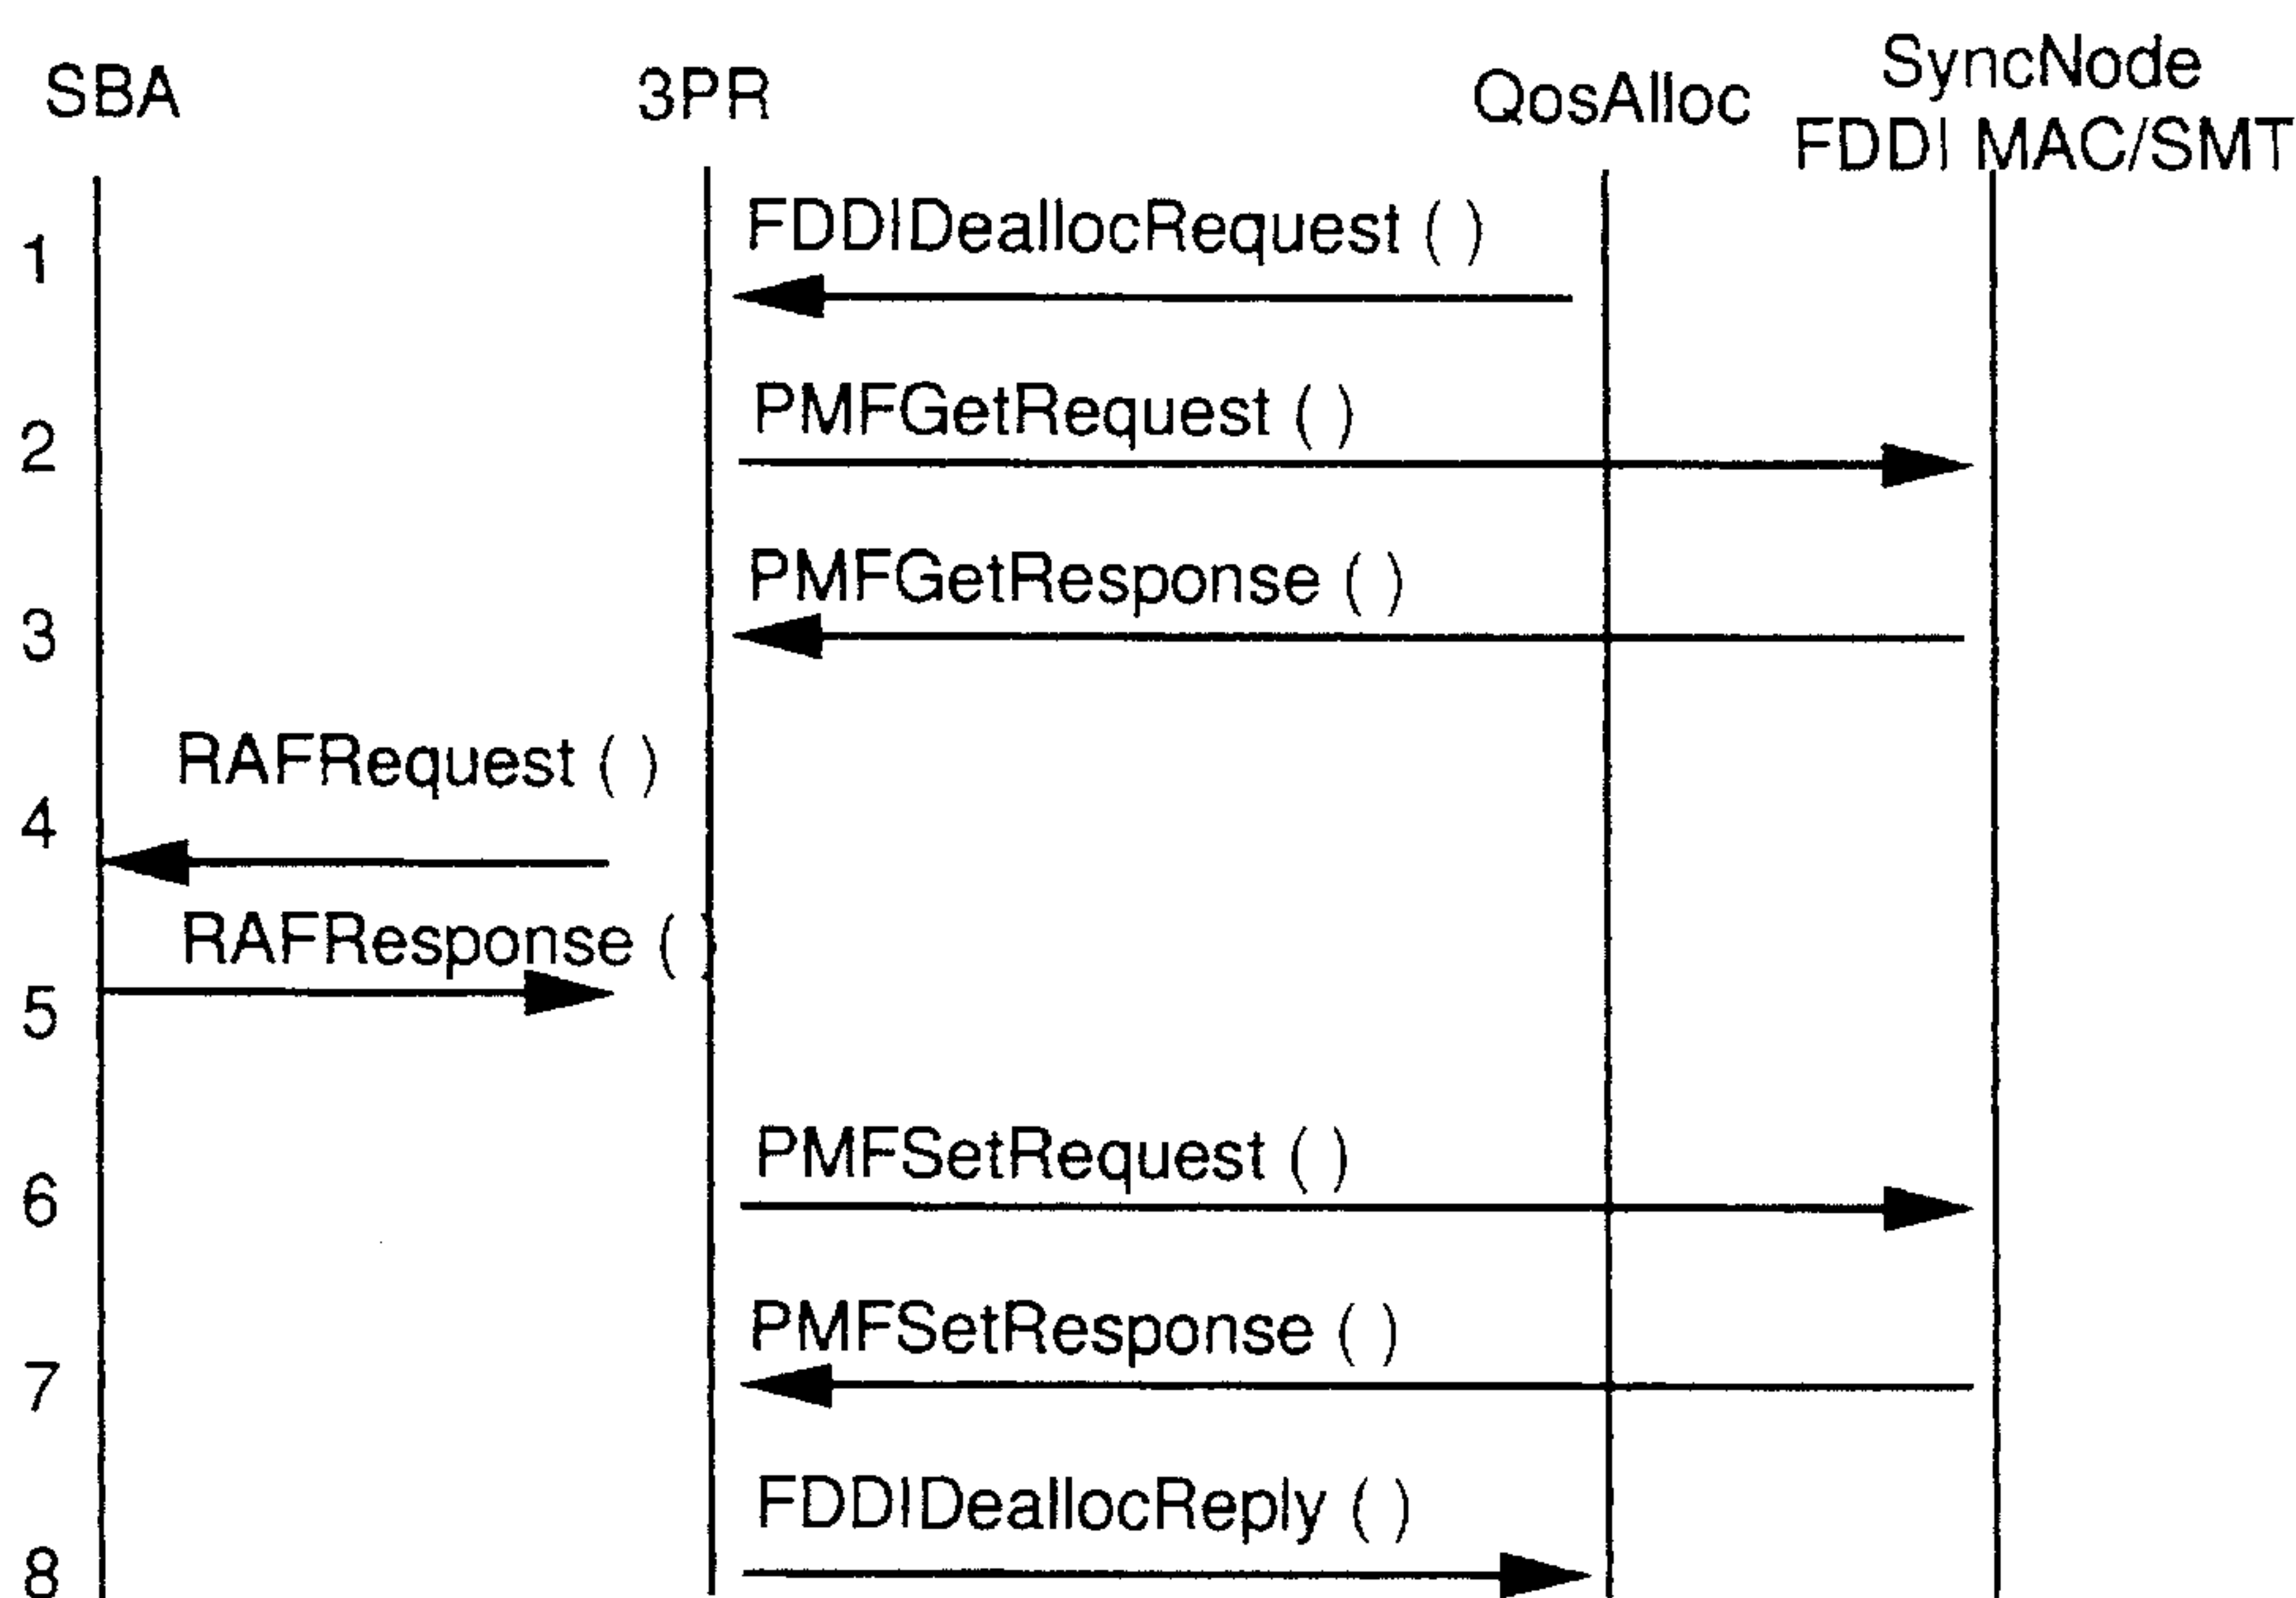 SBA
3PR
QosAlloc
SyncNode
FDDI MAC/SMT
1
FDDIDeallocRequest ( )
2
PMFGetRequest ( )
3
PMFGetResponse ( )
4
RAFRequest ( )
5
RAFResponse ( )
6
PMFSetRequest ( )
7
PMFSetResponse ( )
8
FDDIDeallocReply ( )